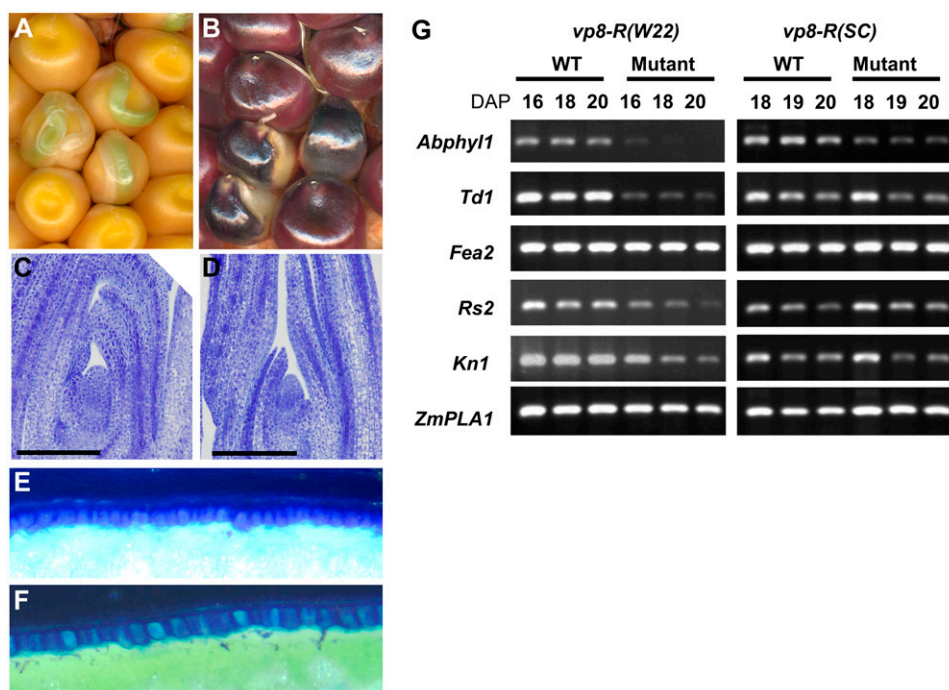 A
B
C
D
E
F
G
vp8-R(W22) vp8-R(SC)
WT Mutant WT Mutant
DAP 16 18 20 16 18 20 18 19 20 18 19 20
Abphyl1
Td1
Fea2
Rs2
Kn1
ZmPLA1